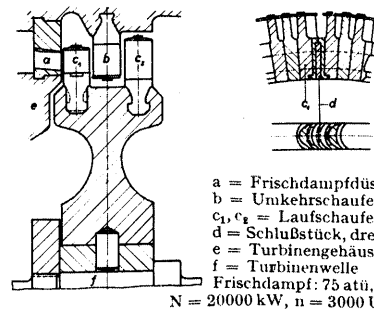 a
c₁
b
c₂
e
f
c₁
d
a = Frischdampfdüs
b = Umkehrschaufe
c₁, c₂ = Laufschaufe
d = Schlußstück, dre
e = Turbinengehäus
f = Turbinenwelle
Frischdampf: 75 atü,
N = 20000 kW, n = 3000 U